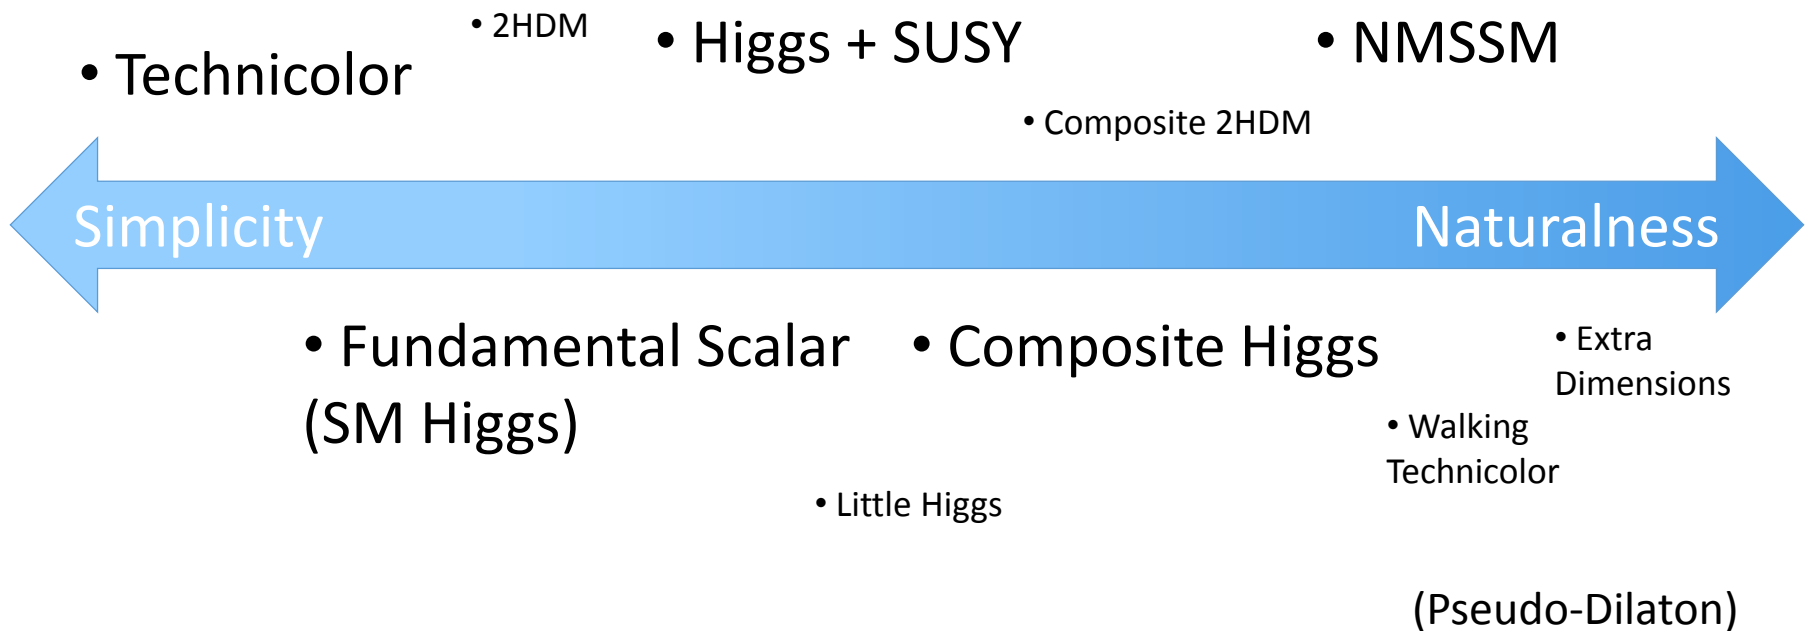 • 2HDM
• Higgs + SUSY
• NMSSM
• Technicolor
• Composite 2HDM
Simplicity
Naturalness
• Fundamental Scalar
(SM Higgs)
• Composite Higgs
• Extra
Dimensions
• Walking
Technicolor
• Little Higgs
(Pseudo-Dilaton)